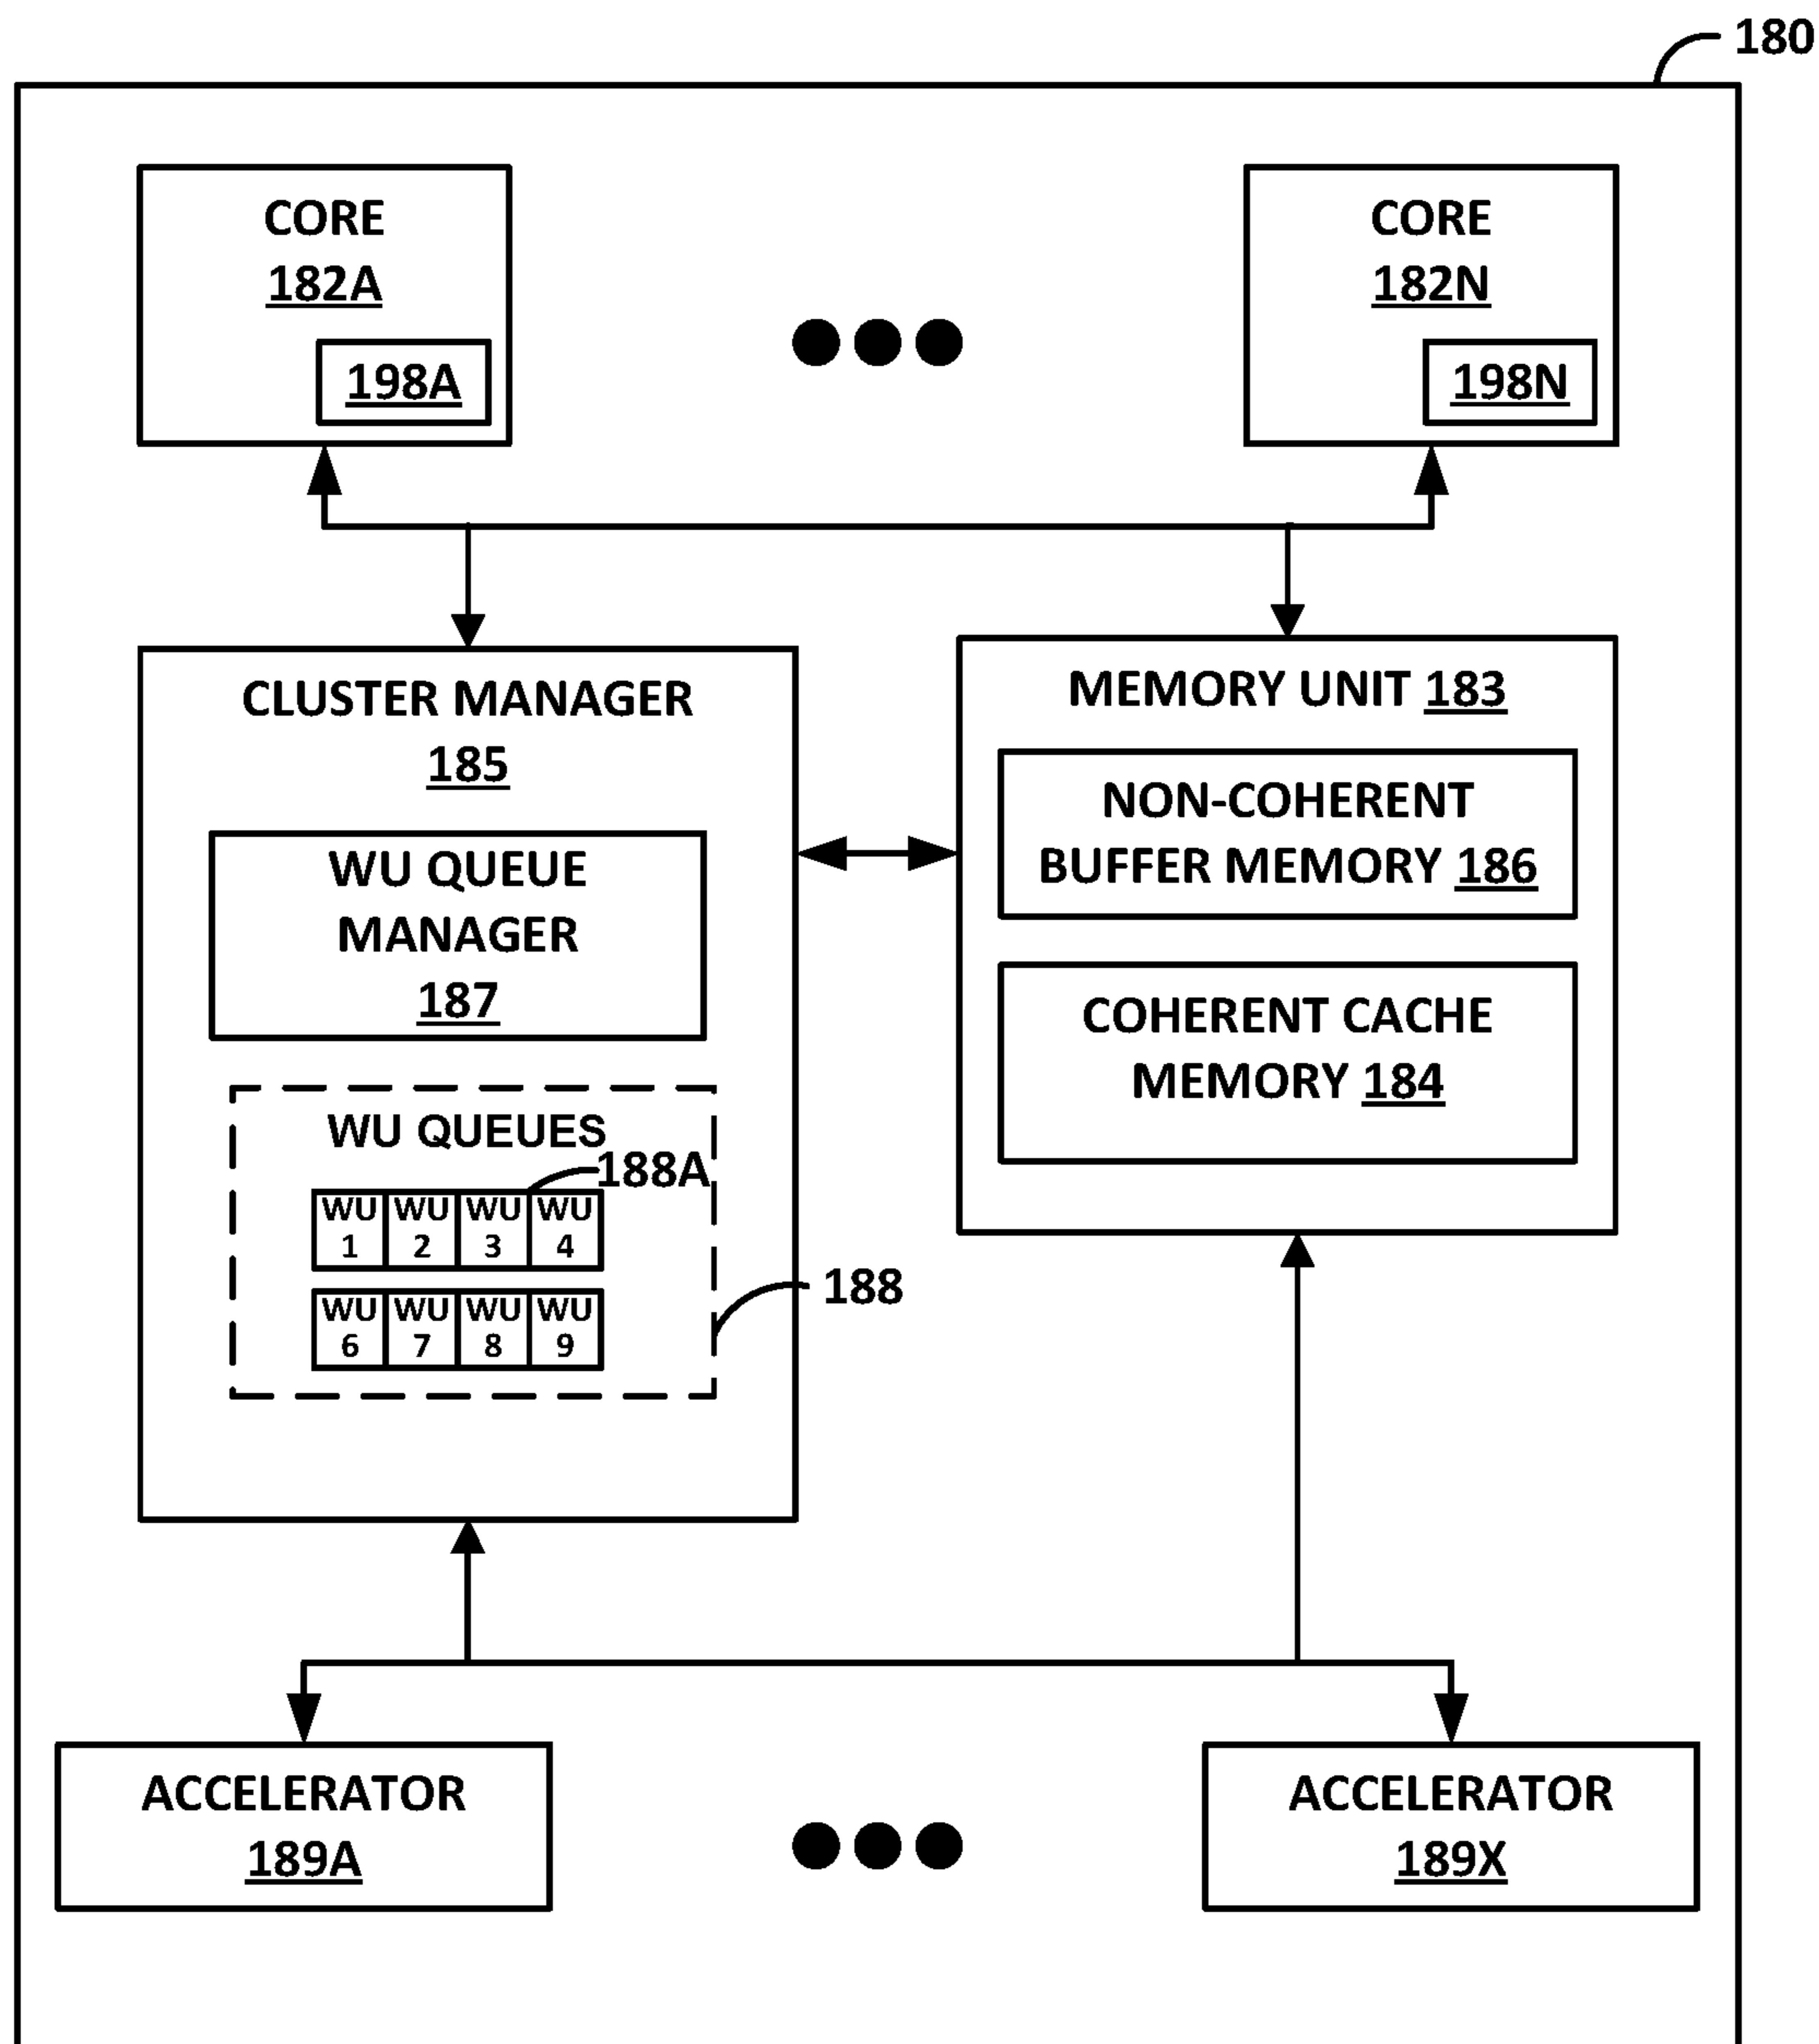 180
CORE
182A
198A
CORE
182N
198N
CLUSTER MANAGER
185
WU QUEUE
MANAGER
187
WU QUEUES
188A
WU WU WU WU
1 2 3 4
WU WU WU WU
6 7 8 9
188
MEMORY UNIT 183
NON-COHERENT
BUFFER MEMORY 186
COHERENT CACHE
MEMORY 184
ACCELERATOR
189A
ACCELERATOR
189X